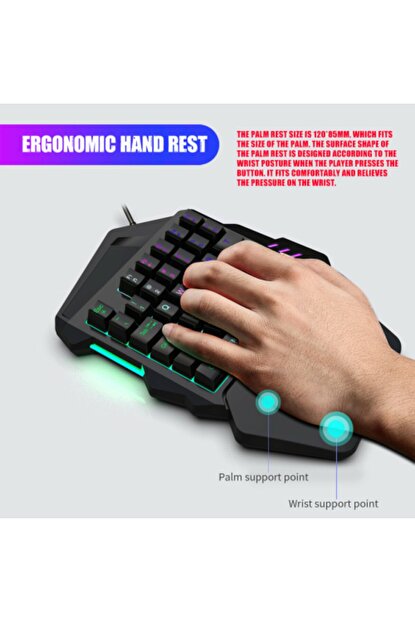 ERGONOMIC HAND REST
THE PALM REST SIZE IS 120*85MM, WHICH FITS
THE SIZE OF THE PALM. THE SURFACE SHAPE OF
THE PALM REST IS DESIGNED ACCORDING TO THE
WRIST POSTURE WHEN THE PLAYER PRESSES THE
BUTTON. IT FITS COMFORTABLY AND RELIEVES
THE PRESSURE ON THE WRIST.
Palm support point
Wrist support point